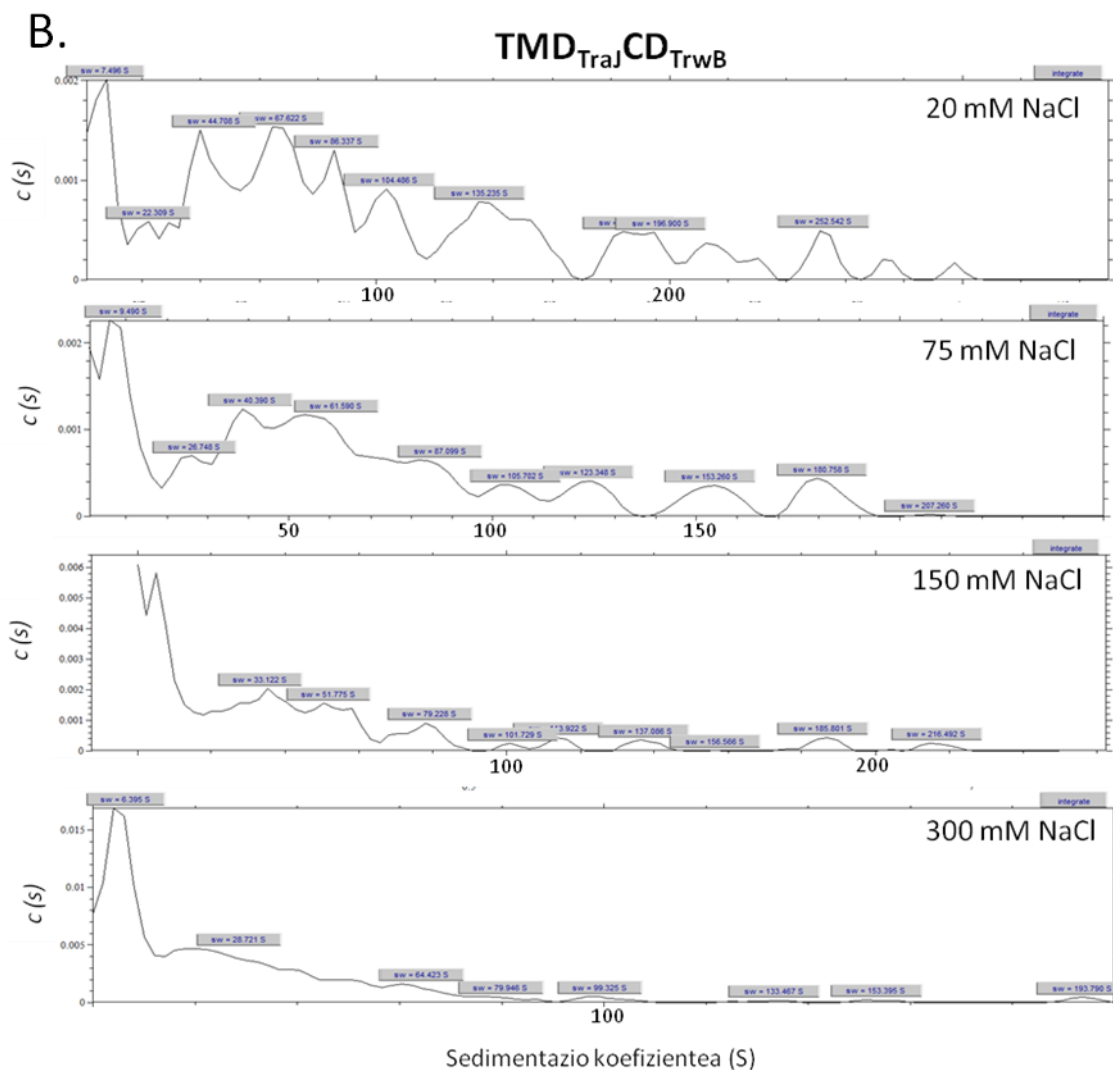 B.
TMD_TraJ CD_TrwB
sw = 7.496 S
integrate
0.002
20 mM NaCl
sw = 44.788 S
sw = 67.622 S
sw = 86.337 S
sw = 104.486 S
sw = 135.235 S
c (s)
0.001
sw = 22.309 S
sw = 196.900 S
sw = 252.542 S
0
100
200
sw = 9.490 S
integrate
0.002
75 mM NaCl
sw = 40.390 S
sw = 61.590 S
c (s)
0.001
sw = 26.748 S
sw = 87.099 S
sw = 105.702 S
sw = 123.348 S
sw = 153.260 S
sw = 180.758 S
sw = 207.260 S
0
50
100
150
integrate
0.006
150 mM NaCl
0.005
0.004
c (s)
0.003
0.002
sw = 33.122 S
sw = 51.775 S
0.001
sw = 79.228 S
sw = 101.729 S
sw = 137.086 S
sw = 156.566 S
sw = 185.801 S
sw = 216.492 S
0
100
200
sw = 6.395 S
integrate
300 mM NaCl
0.015
c (s)
0.01
0.005
sw = 28.721 S
sw = 64.423 S
sw = 79.946 S
sw = 99.325 S
sw = 133.467 S
sw = 153.395 S
sw = 193.790 S
0
100
Sedimentazio koefizientea (S)